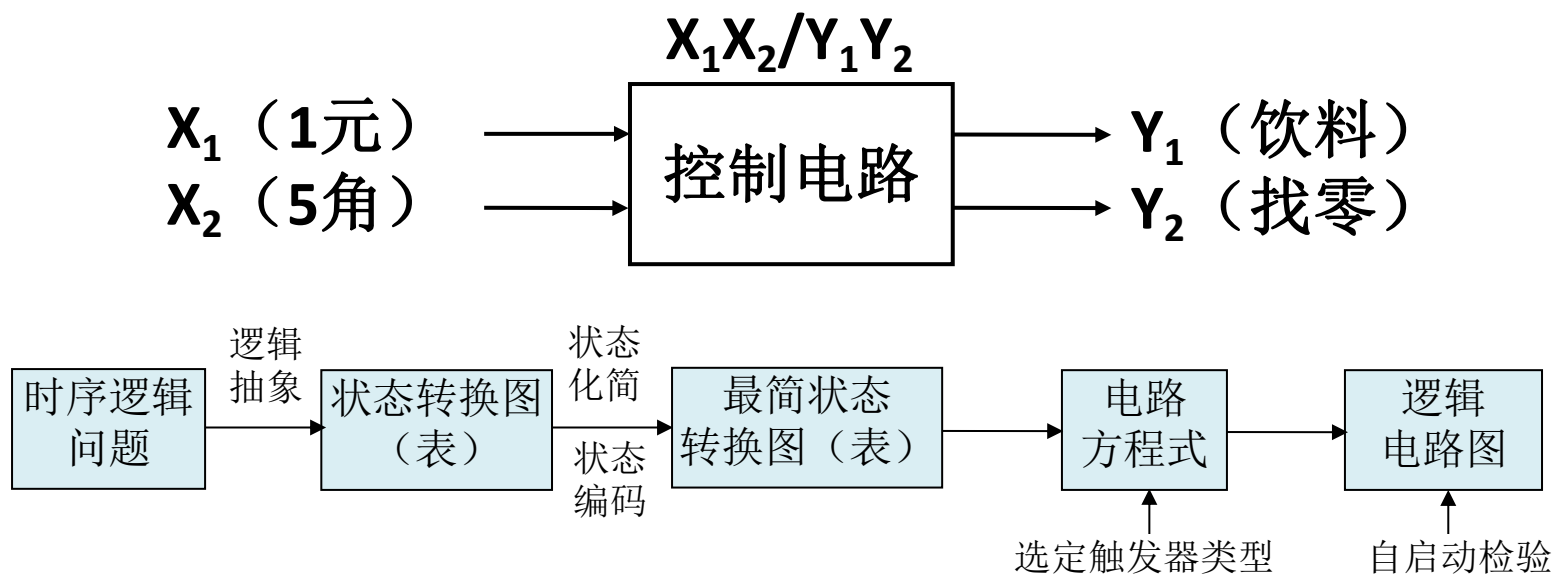 X₁X₂/Y₁Y₂
X₁（1元）
X₂（5角）
控制电路
Y₁（饮料）
Y₂（找零）
时序逻辑
问题
逻辑
抽象
状态转换图
（表）
状态
化简
状态
编码
最简状态
转换图（表）
电路
方程式
选定触发器类型
逻辑
电路图
自启动检验